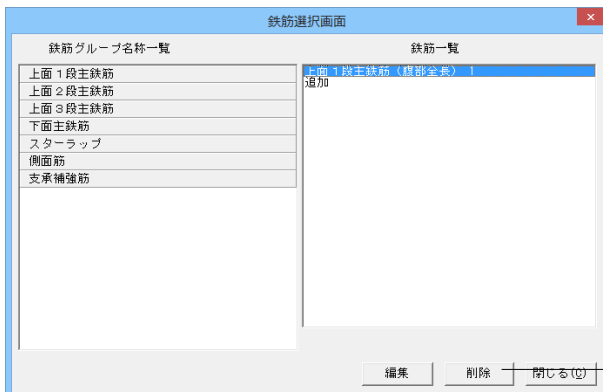 鉄筋選択画面
×
鉄筋グループ名称一覧
鉄筋一覧
上面１段主鉄筋
上面２段主鉄筋
上面３段主鉄筋
下面主鉄筋
スターラップ
側面筋
支承補強筋
上面１段主鉄筋（腹部全長） 1
追加
編集
削除
閉じる(C)